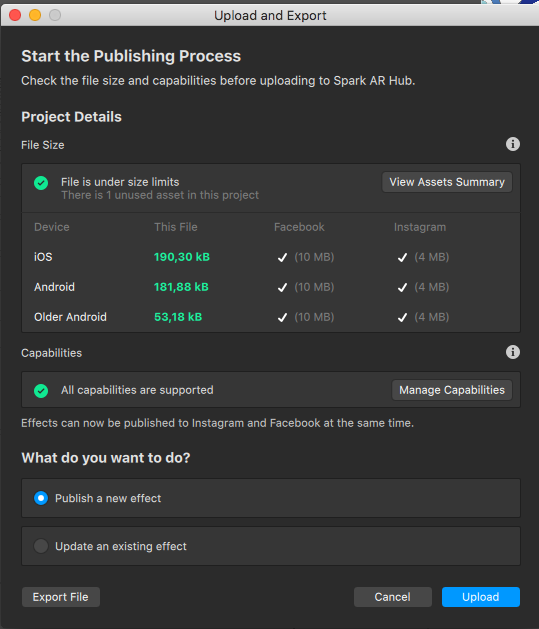 Upload and Export
Start the Publishing Process
Check the file size and capabilities before uploading to Spark AR Hub.
Project Details
File Size
File is under size limits
There is 1 unused asset in this project
View Assets Summary
Device This File Facebook Instagram
iOS 190,30 kB (10 MB) (4 MB)
Android 181,88 kB (10 MB) (4 MB)
Older Android 53,18 kB (10 MB) (4 MB)
Capabilities
All capabilities are supported Manage Capabilities
Effects can now be published to Instagram and Facebook at the same time.
What do you want to do?
Publish a new effect
Update an existing effect
Export File Cancel Upload